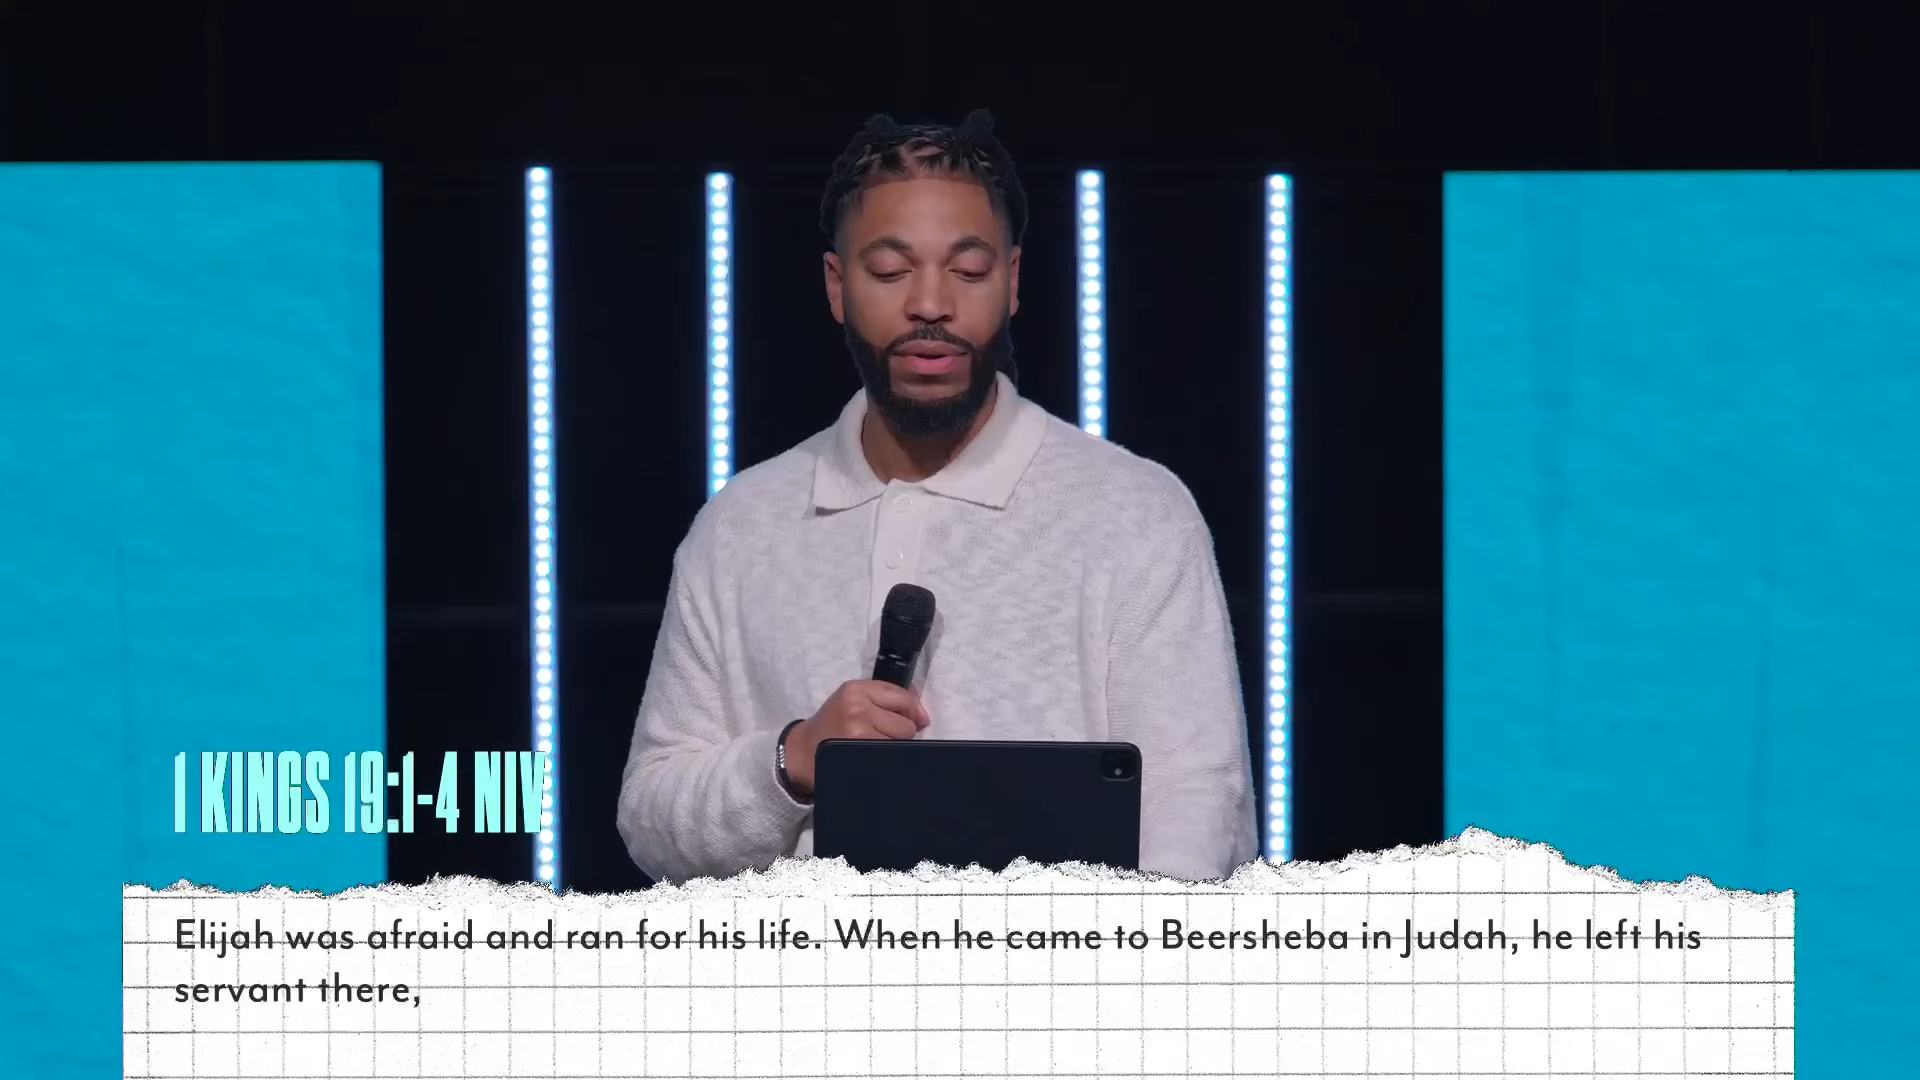 1 KINGS 19:1-4 NIV
Elijah was afraid and ran for his life. When he came to Beersheba in Judah, he left his
servant there,